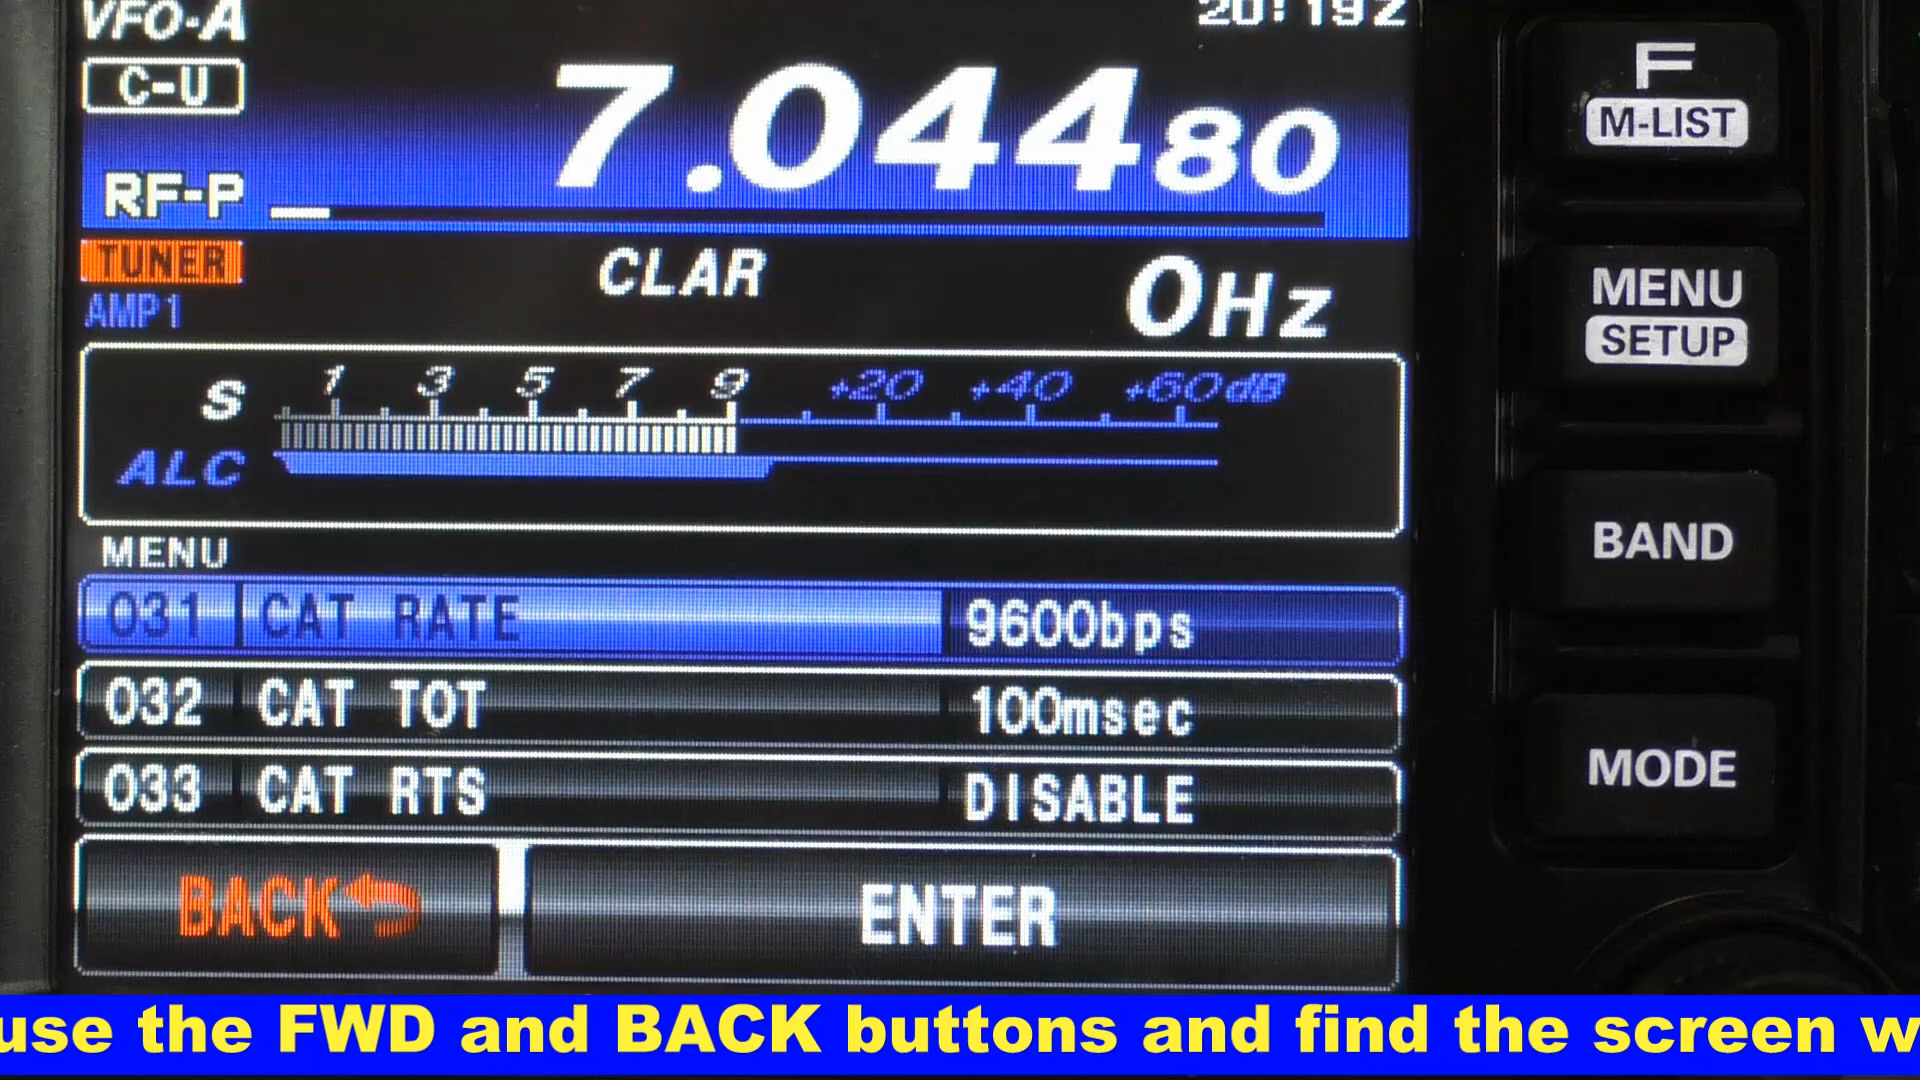 VFO-A
20:19Z
C-U
7.04480
RF-P
TUNER
CLAR
0Hz
AMP1
S 1 3 5 7 9 +20 +40 +60dB
ALC
MENU
031 CAT RATE 9600bps
032 CAT TOT 100msec
033 CAT RTS DISABLE
BACK
ENTER
F
M-LIST
MENU
SETUP
BAND
MODE
use the FWD and BACK buttons and find the screen w